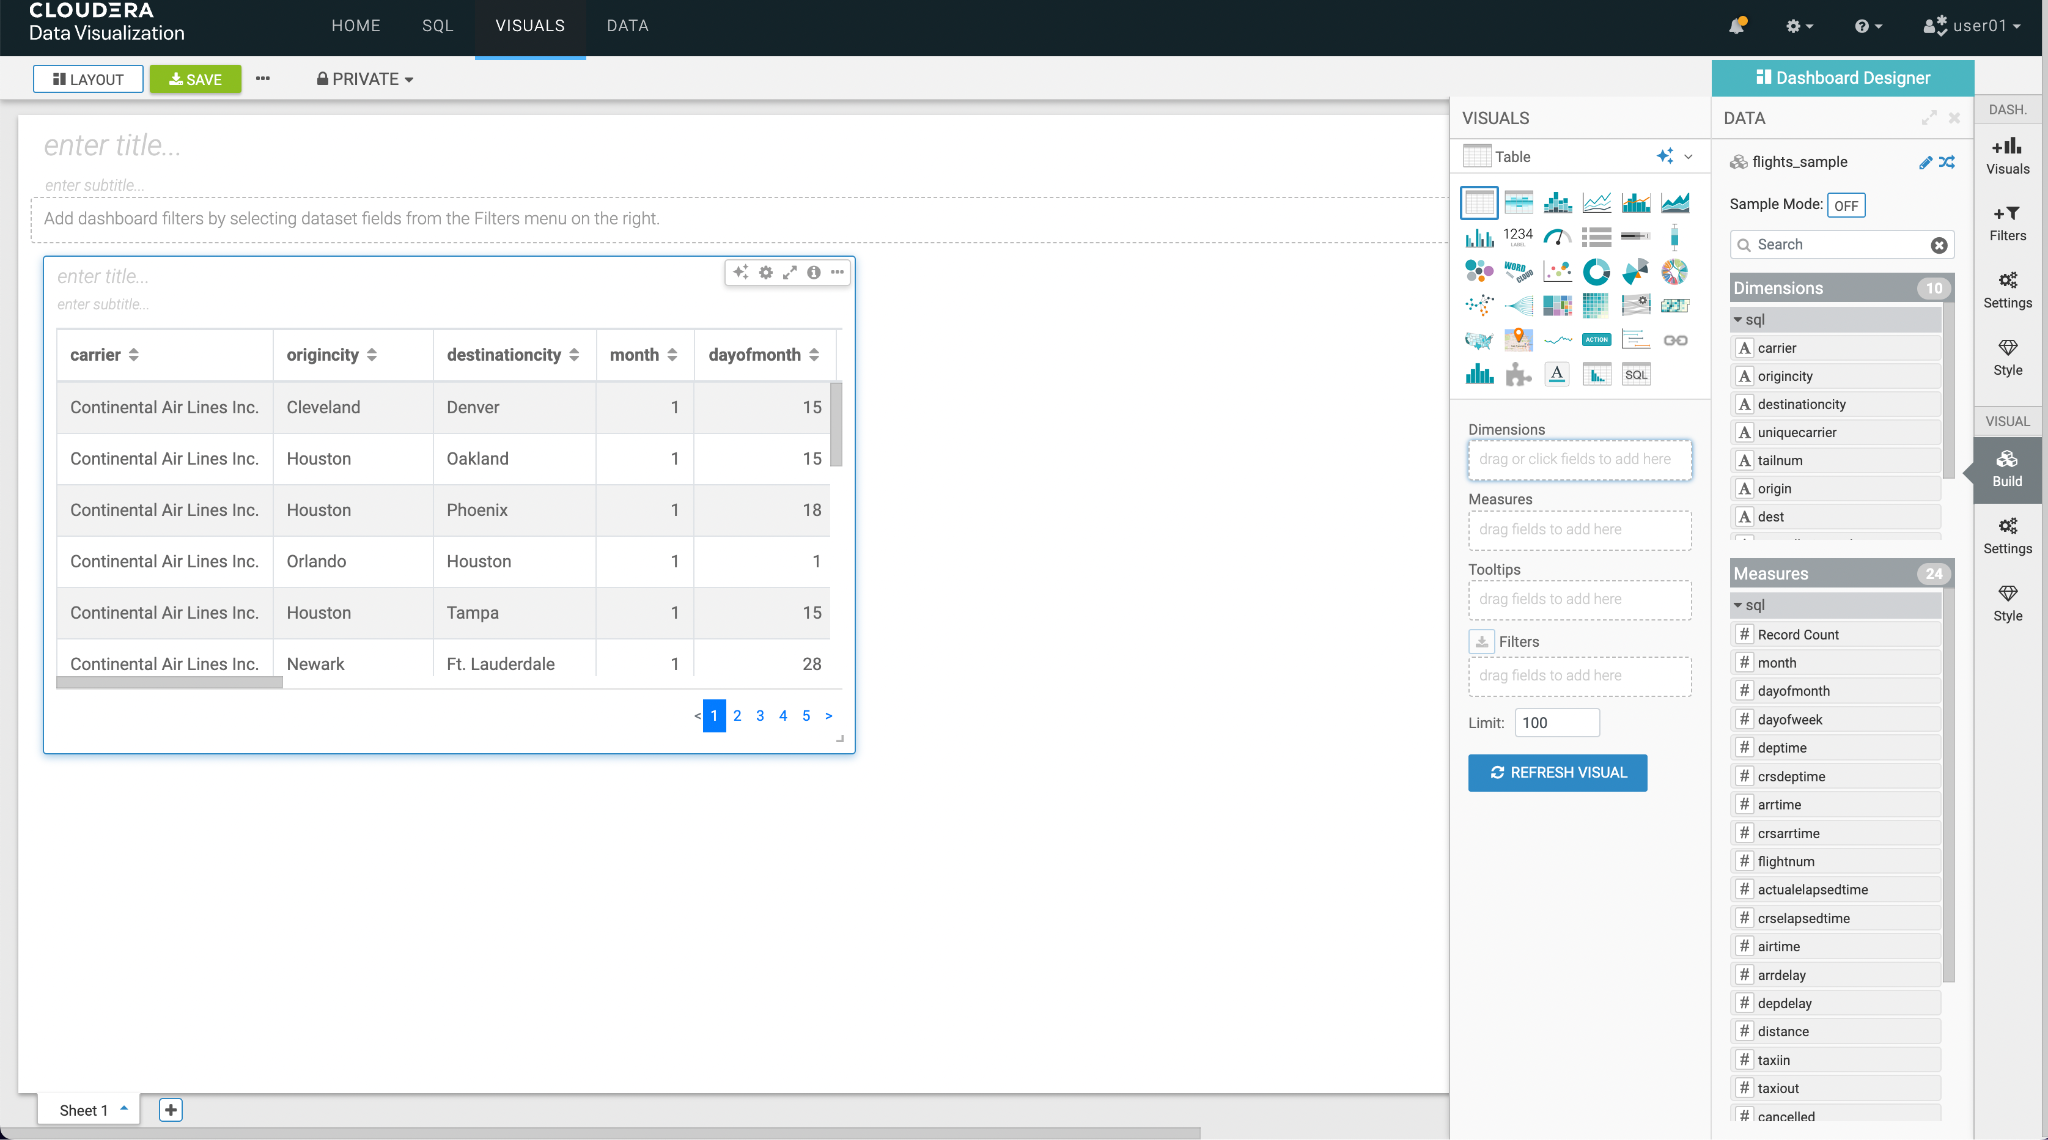 CLOUDERA
Data Visualization
HOME
SQL
VISUALS
DATA
user01
LAYOUT
SAVE
PRIVATE
Dashboard Designer
enter title...
enter subtitle...
Add dashboard filters by selecting dataset fields from the Filters menu on the right.
enter title...
enter subtitle...
carrier origincity destinationcity month dayofmonth
Continental Air Lines Inc. Cleveland Denver 1 15
Continental Air Lines Inc. Houston Oakland 1 15
Continental Air Lines Inc. Houston Phoenix 1 18
Continental Air Lines Inc. Orlando Houston 1 1
Continental Air Lines Inc. Houston Tampa 1 15
Continental Air Lines Inc. Newark Ft. Lauderdale 1 28
< 1 2 3 4 5 >
Sheet 1
VISUALS
Table
1234
LABEL
WORD
CLOUD
ACTION
A
SQL
Dimensions
drag or click fields to add here
Measures
drag fields to add here
Tooltips
drag fields to add here
Filters
drag fields to add here
Limit: 100
REFRESH VISUAL
DATA
flights_sample
Sample Mode: OFF
Search
Dimensions 10
sql
A carrier
A origincity
A destinationcity
A uniquecarrier
A tailnum
A origin
A dest
Measures 24
sql
# Record Count
# month
# dayofmonth
# dayofweek
# deptime
# crsdeptime
# arrtime
# crsarrtime
# flightnum
# actualelapsedtime
# crselapsedtime
# airtime
# arrdelay
# depdelay
# distance
# taxiin
# taxiout
# cancelled
DASH.
Visuals
Filters
Settings
Style
VISUAL
Build
Settings
Style